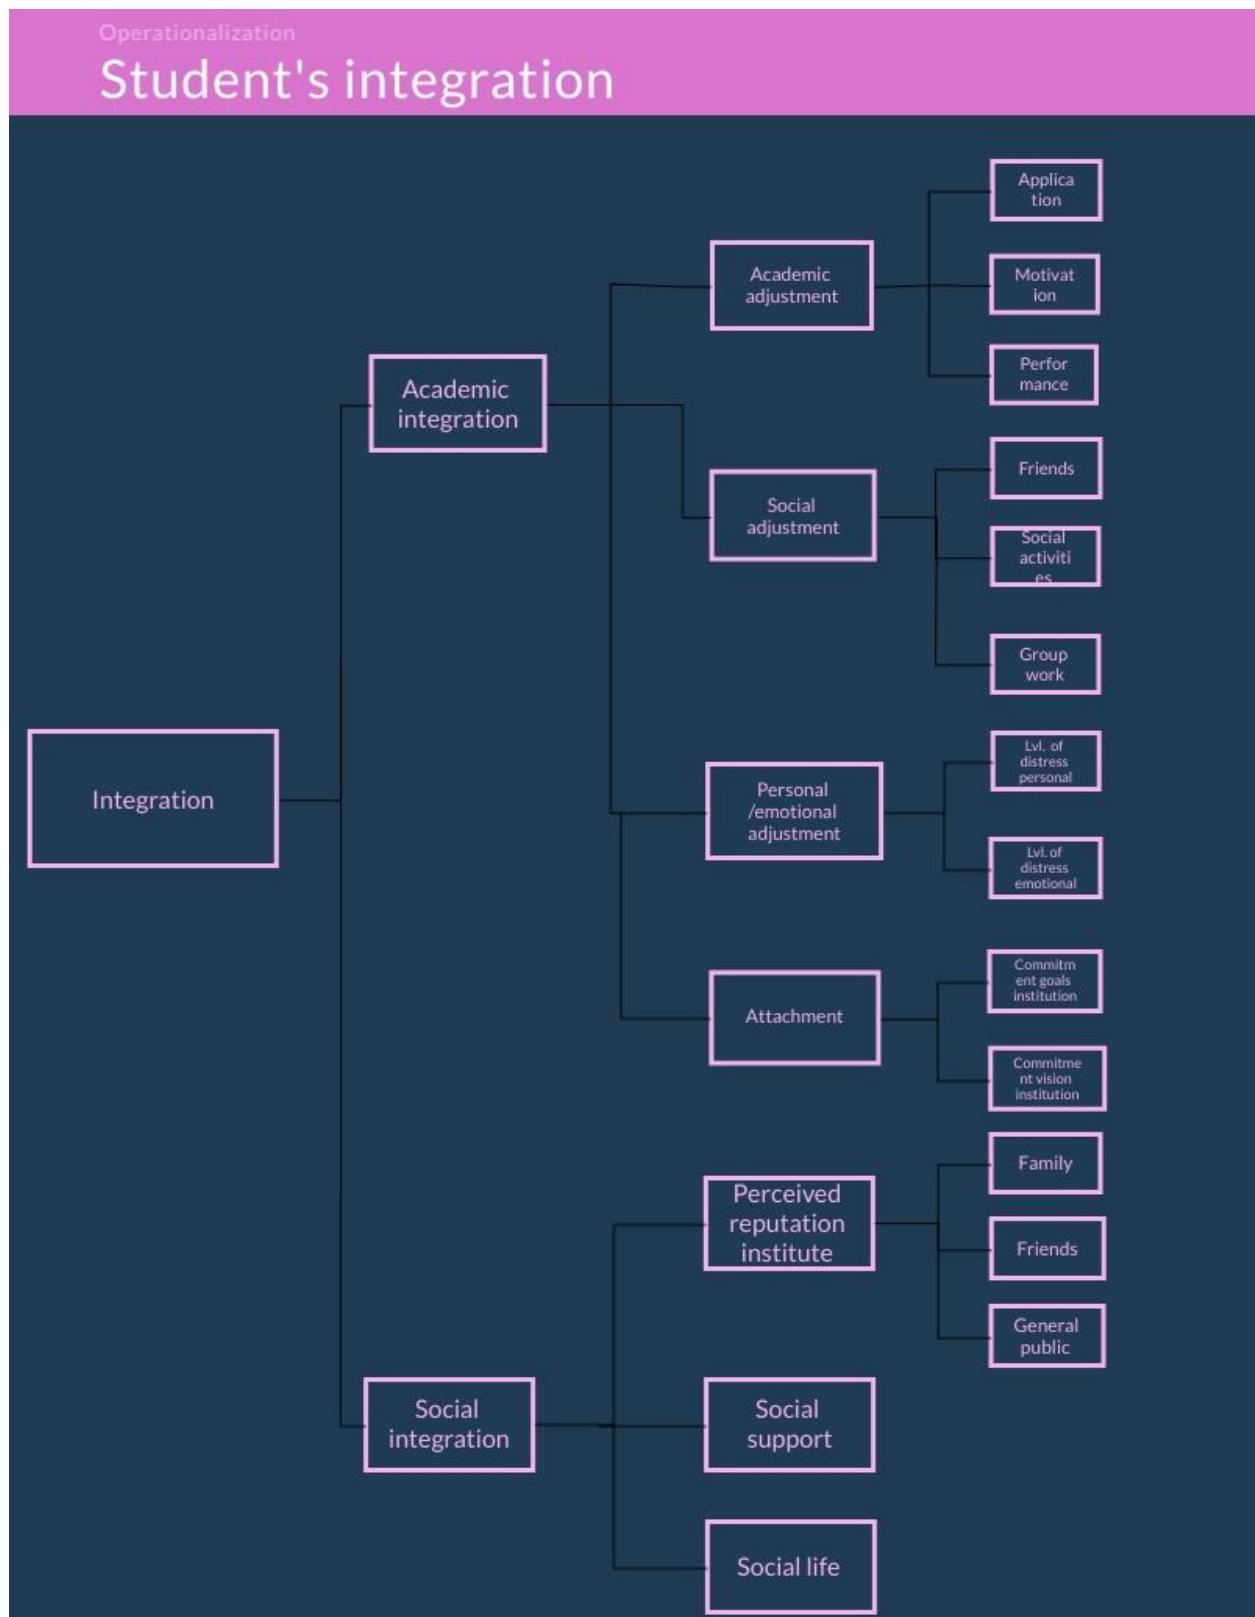 Operationalization
Student's integration
Applica
tion
Academic
adjustment
Motivat
ion
Perfor
mance
Academic
integration
Friends
Social
adjustment
Social
activiti
es
Group
work
Integration
Personal
/emotional
adjustment
Lvl. of
distress
personal
Lvl. of
distress
emotional
Attachment
Commitm
ent goals
institution
Commitme
nt vision
institution
Perceived
reputation
institute
Family
Friends
General
public
Social
integration
Social
support
Social life